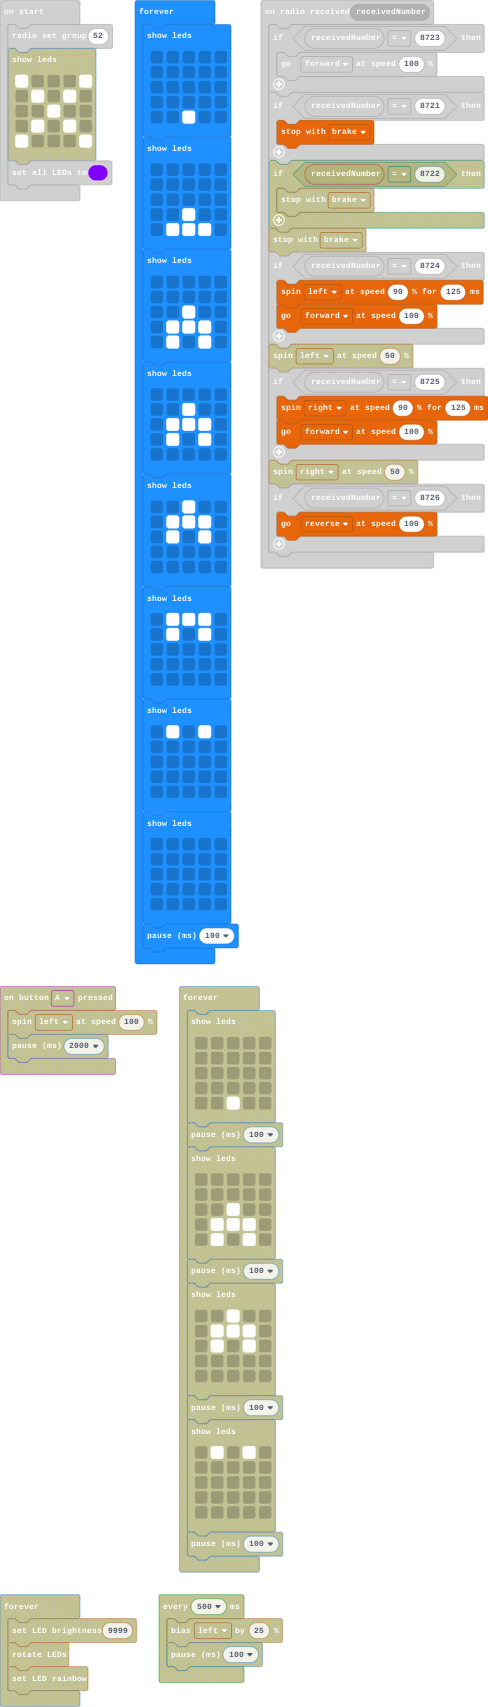 on start
radio set group 52
show leds
set all LEDs to
forever
show leds
show leds
show leds
show leds
show leds
show leds
show leds
show leds
pause (ms) 100
on radio received receivedNumber
if receivedNumber = 8723 then
go forward at speed 100 %
if receivedNumber = 8721 then
stop with brake
if receivedNumber = 8722 then
stop with brake
stop with brake
if receivedNumber = 8724 then
spin left at speed 90 % for 125 ms
go forward at speed 100 %
spin left at speed 50 %
if receivedNumber = 8725 then
spin right at speed 90 % for 125 ms
go forward at speed 100 %
spin right at speed 50 %
if receivedNumber = 8726 then
go reverse at speed 100 %
on button A pressed
spin left at speed 100 %
pause (ms) 2000
forever
show leds
pause (ms) 100
show leds
pause (ms) 100
show leds
pause (ms) 100
show leds
pause (ms) 100
forever
set LED brightness 9999
rotate LEDs
set LED rainbow
every 500 ms
bias left by 25 %
pause (ms) 100